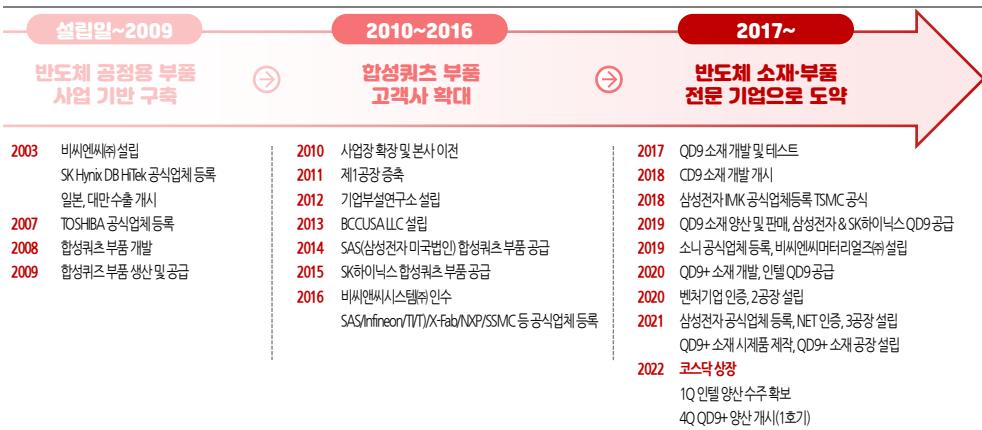 설립일~2009
반도체 공정용 부품
사업 기반 구축
2010~2016
합성쿼츠 부품
고객사 확대
2017~
반도체 소재·부품
전문 기업으로 도약
2003 비씨엔씨㈜ 설립
SK Hynix DB HiTek 공식업체 등록
일본, 대만 수출 개시
2007 TOSHIBA 공식업체 등록
2008 합성쿼츠 부품 개발
2009 합성퀴즈 부품 생산 및 공급
2010 사업장 확장 및 본사 이전
2011 제1공장 증축
2012 기업부설연구소 설립
2013 BCCUSA LLC 설립
2014 SAS(삼성전자 미국법인) 합성쿼츠 부품 공급
2015 SK하이닉스 합성쿼츠 부품 공급
2016 비씨앤씨시스템㈜ 인수
SAS/Infineon/TI/T)/X-Fab/NXP/SSMC 등 공식업체 등록
2017 QD9 소재 개발 및 테스트
2018 CD9 소재 개발 개시
2018 삼성전자 IMK 공식업체등록 TSMC 공식
2019 QD9 소재 양산 및 판매, 삼성전자 & SK하이닉스 QD9 공급
2019 소니 공식업체 등록, 비씨엔씨머터리얼즈㈜ 설립
2020 QD9+ 소재 개발, 인텔 QD9 공급
2020 벤처기업 인증, 2공장 설립
2021 삼성전자 공식업체 등록, NET 인증, 3공장 설립
QD9+ 소재 시제품 제작, QD9+ 소재 공장 설립
2022 코스닥 상장
1Q 인텔 양산 수주 확보
4Q QD9+ 양산 개시(1호기)